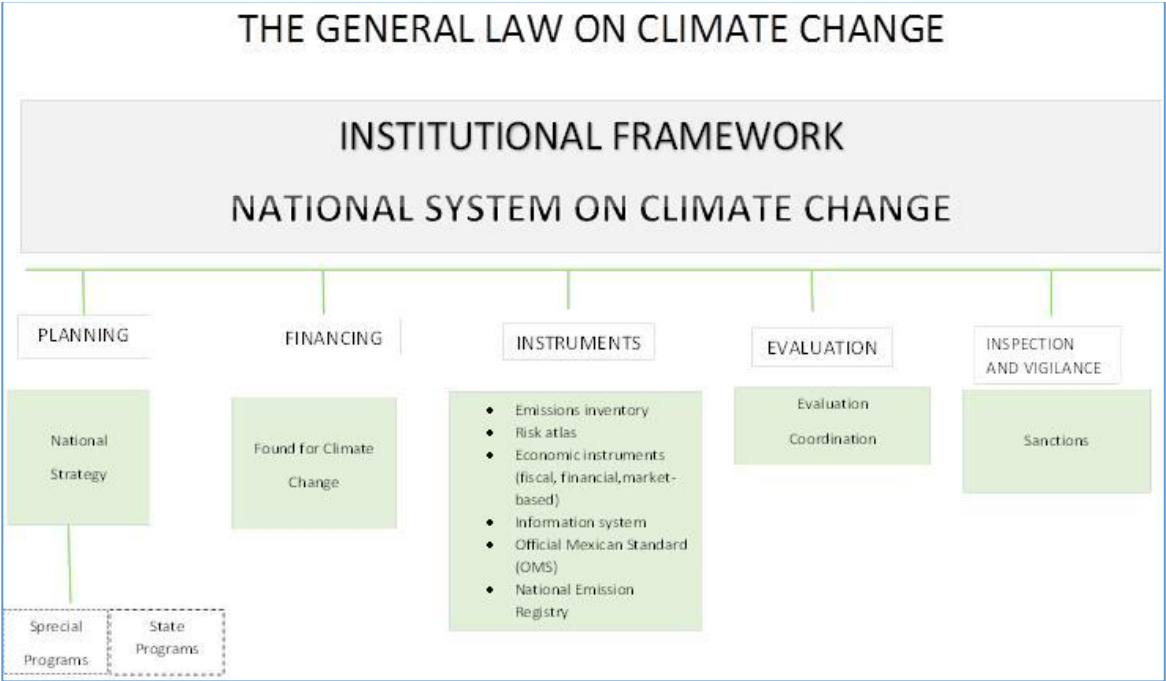 THE GENERAL LAW ON CLIMATE CHANGE
INSTITUTIONAL FRAMEWORK
NATIONAL SYSTEM ON CLIMATE CHANGE
PLANNING
National
Strategy
Sprecial
Programs
State
Programs
FINANCING
Found for Climate
Change
INSTRUMENTS
• Emissions inventory
• Risk atlas
• Economic instruments
(fiscal, financial,market-
based)
• Information system
• Official Mexican Standard
(OMS)
• National Emission
Registry
EVALUATION
Evaluation
Coordination
INSPECTION
AND VIGILANCE
Sanctions